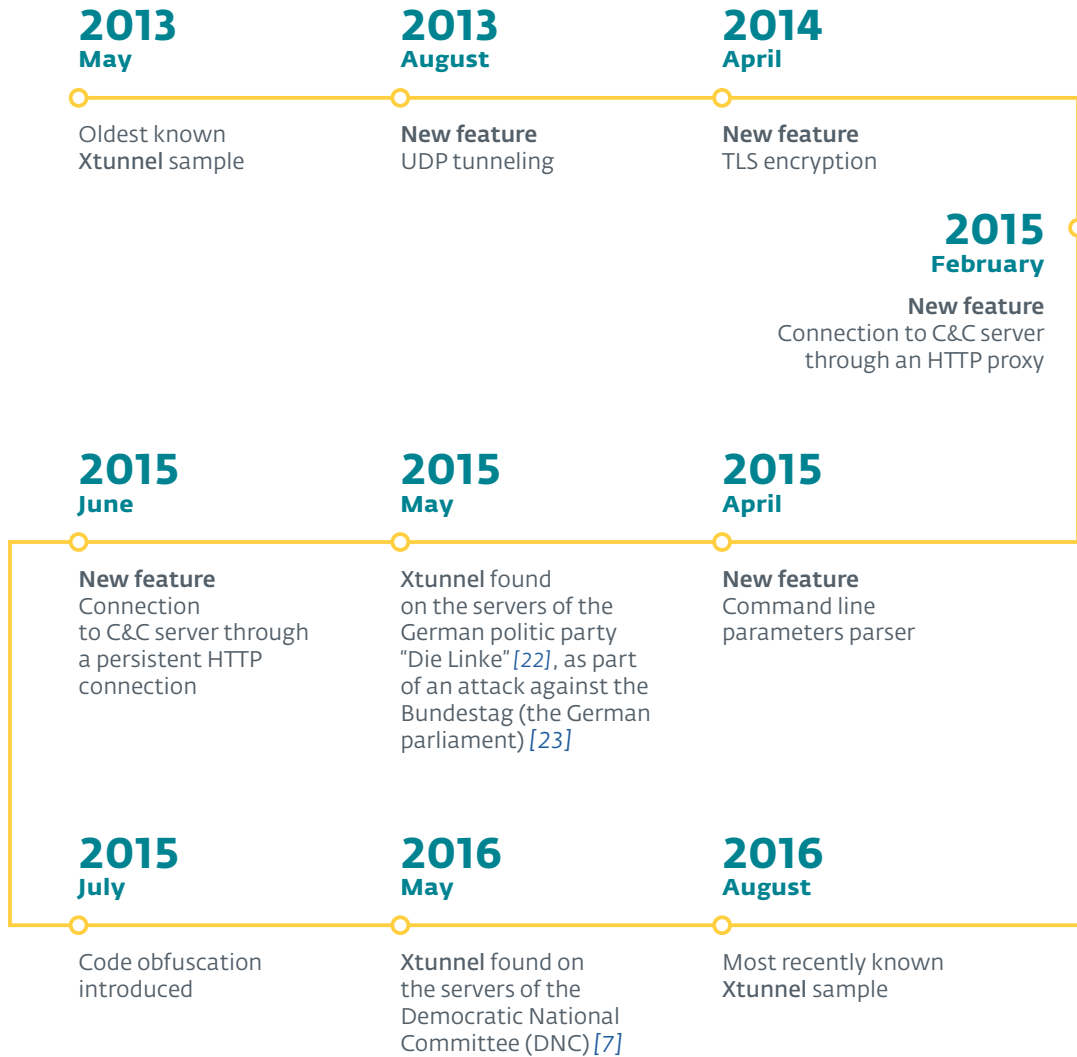 2013
May
Oldest known
Xtunnel sample
2013
August
New feature
UDP tunneling
2014
April
New feature
TLS encryption
2015
February
New feature
Connection to C&C server
through an HTTP proxy
2015
April
New feature
Command line
parameters parser
2015
May
Xtunnel found
on the servers of the
German politic party
“Die Linke” [22], as part
of an attack against the
Bundestag (the German
parliament) [23]
2015
June
New feature
Connection
to C&C server through
a persistent HTTP
connection
2015
July
Code obfuscation
introduced
2016
May
Xtunnel found on
the servers of the
Democratic National
Committee (DNC) [7]
2016
August
Most recently known
Xtunnel sample